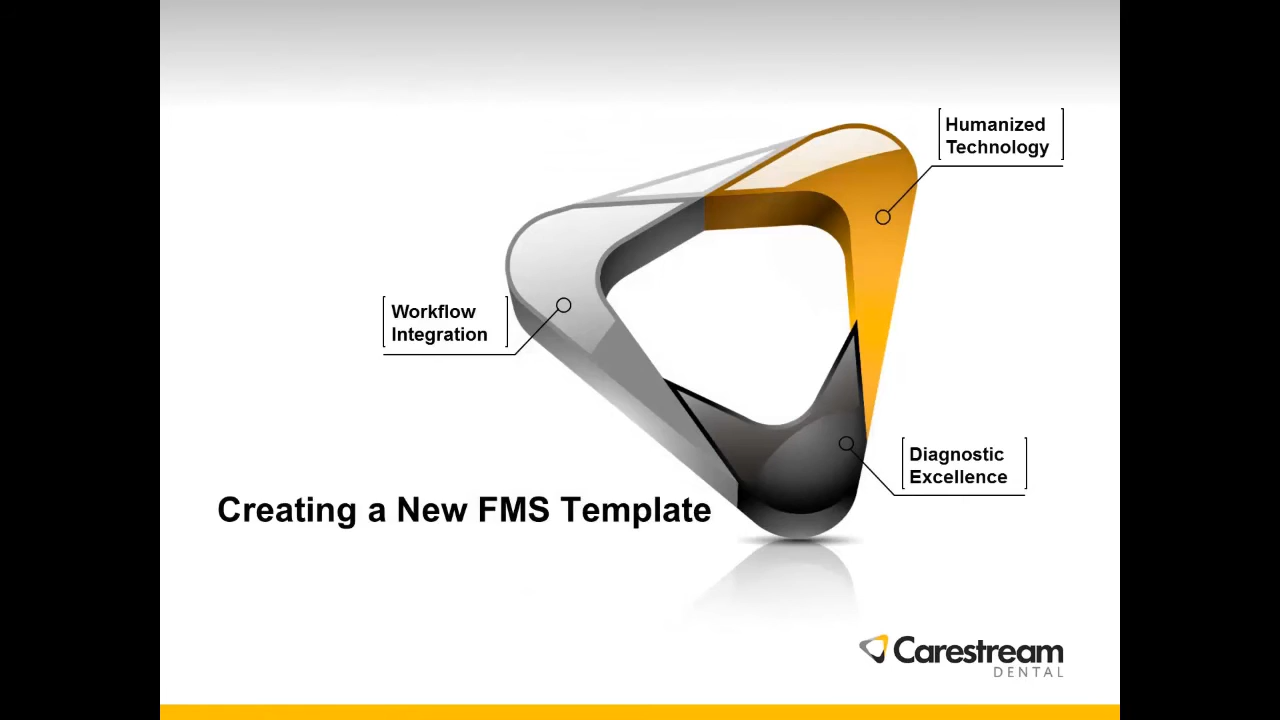 Humanized
Technology
Workflow
Integration
Diagnostic
Excellence
Creating a New FMS Template
Carestream
DENTAL